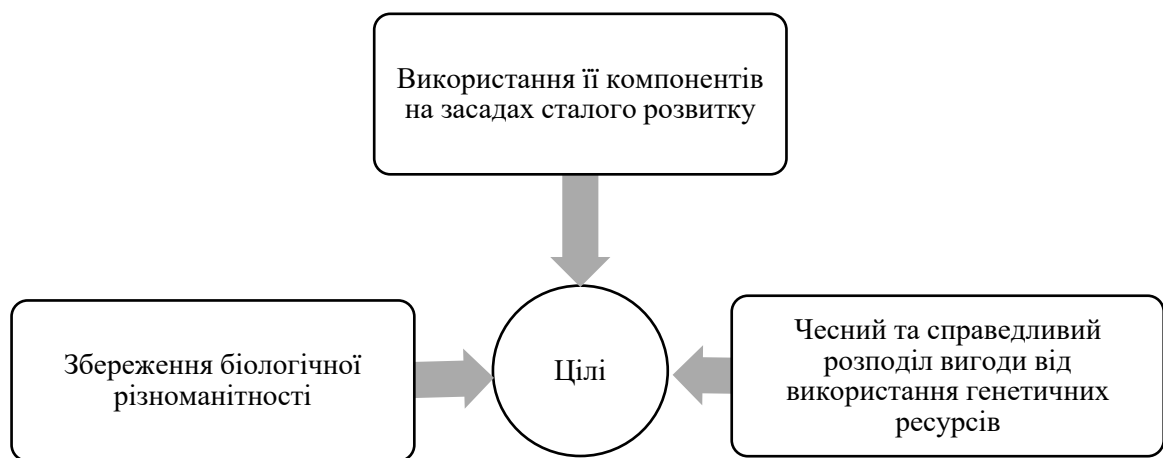 Використання її компонентів
на засадах сталого розвитку
Збереження біологічної
різноманітності
Цілі
Чесний та справедливий
розподіл вигоди від
використання генетичних
ресурсів